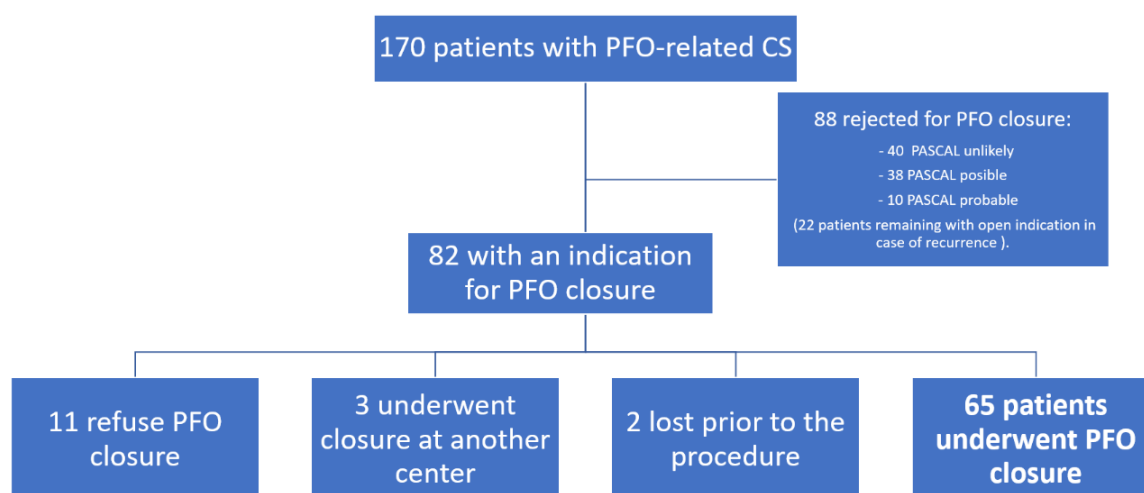 170 patients with PFO-related CS
88 rejected for PFO closure:
- 40 PASCAL unlikely
- 38 PASCAL posible
- 10 PASCAL probable
(22 patients remaining with open indication in
case of recurrence ).
82 with an indication
for PFO closure
11 refuse PFO
closure
3 underwent
closure at another
center
2 lost prior to the
procedure
65 patients
underwent PFO
closure